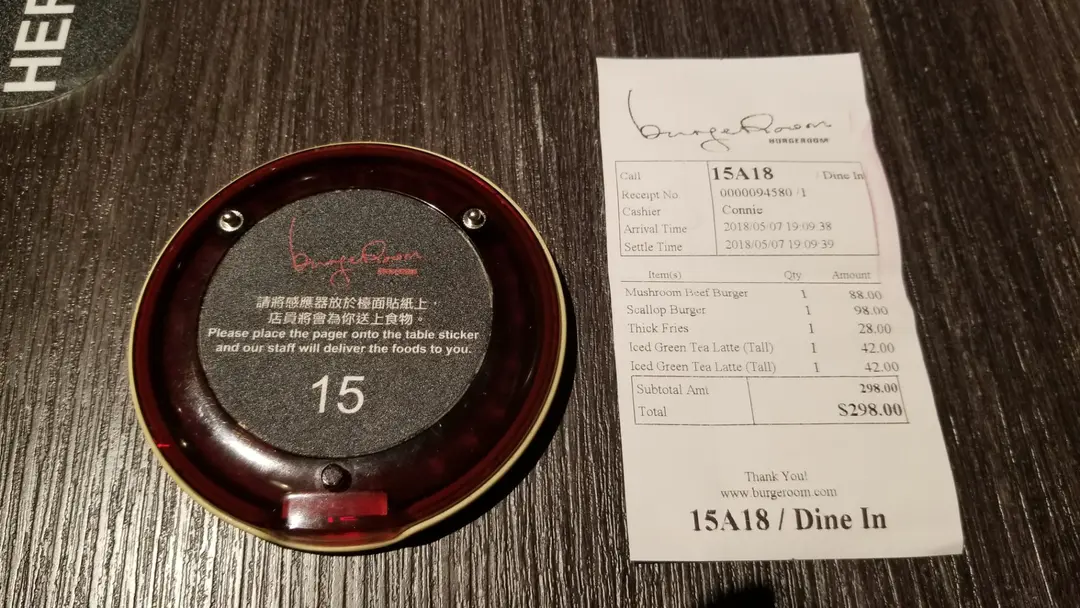 HER
burgeRoom
BURGEROOM
請將感應器放於檯面貼紙上，
店員將會為你送上食物。
Please place the pager onto the table sticker
and our staff will deliver the foods to you.
15
burgeRoom
BURGEROOM
Call 15A18 / Dine In
Receipt No. 0000094580 /1
Cashier Connie
Arrival Time 2018/05/07 19:09:38
Settle Time 2018/05/07 19:09:39
Item(s) Qty Amount
Mushroom Beef Burger 1 88.00
Scallop Burger 1 98.00
Thick Fries 1 28.00
Iced Green Tea Latte (Tall) 1 42.00
Iced Green Tea Latte (Tall) 1 42.00
Subtotal Amt 298.00
Total $298.00
Thank You!
www.burgeroom.com
15A18 / Dine In